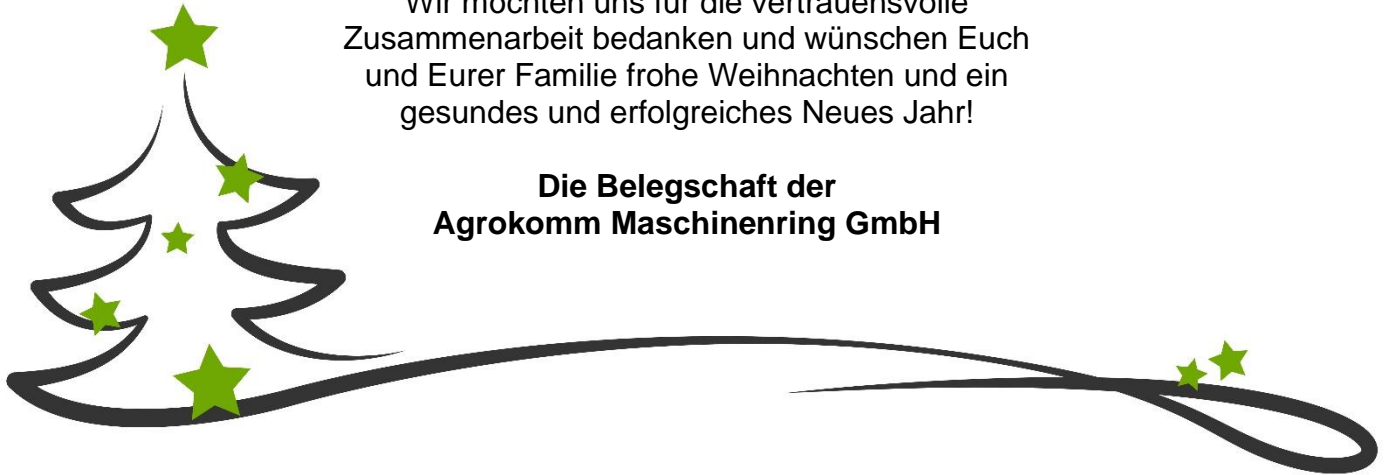 Wir möchten uns für die vertrauensvolle
Zusammenarbeit bedanken und wünschen Euch
und Eurer Familie frohe Weihnachten und ein
gesundes und erfolgreiches Neues Jahr!
Die Belegschaft der
Agrokomm Maschinenring GmbH